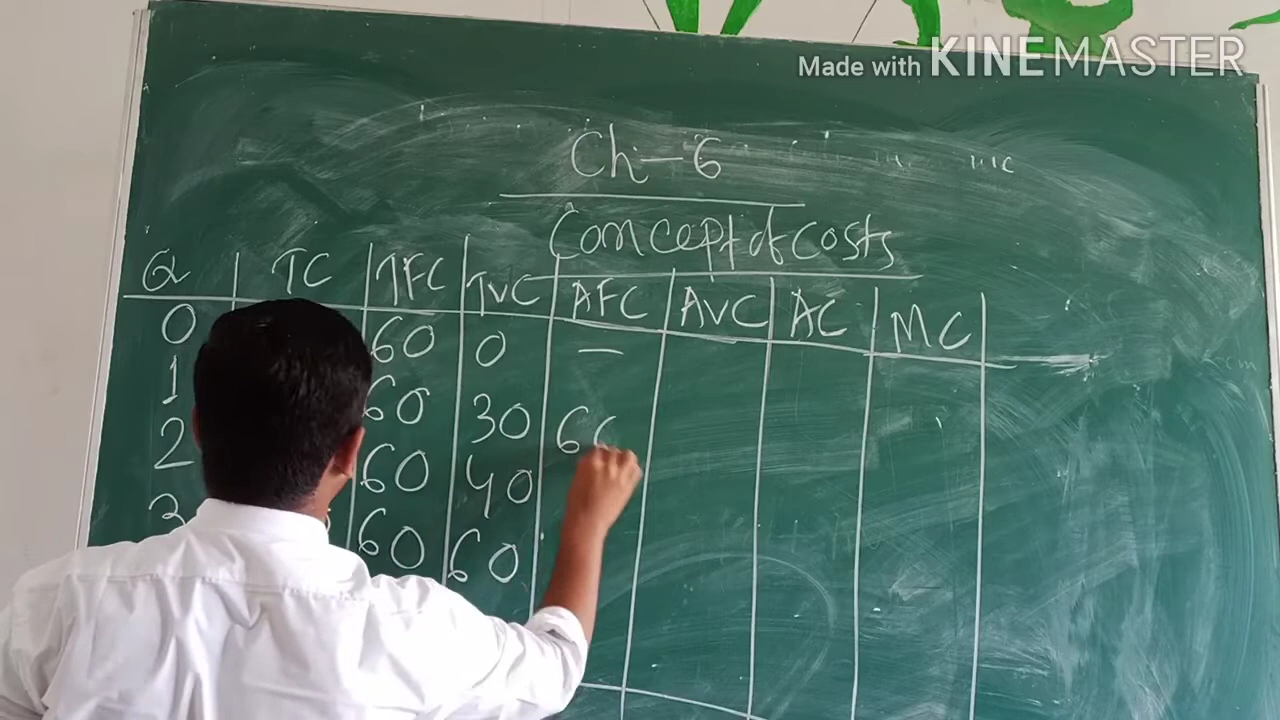 Made with KINEMASTER
Ch-6
Concept of costs
Q TC TFC TVC AFC AVC AC MC
0 60 0 —
1 60 30 60
2 60 40
3 60 60